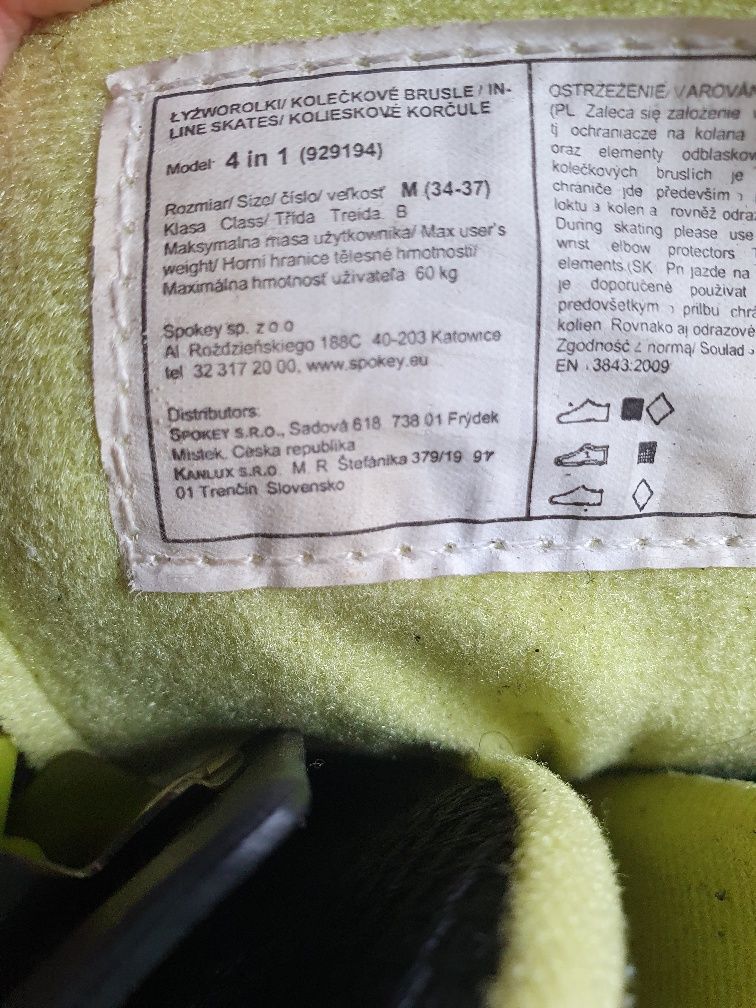 ŁYŻWOROLKI/ KOLEČKOVÉ BRUSLE / IN-
LINE SKATES/ KOLIESKOVÉ KORČULE
Model: 4 in 1 (929194)
Rozmiar/ Size/ číslo/ veľkosť M (34-37)
Klasa Class/ Třída Treida B
Maksymalna masa użytkownika/ Max user's
weight/ Horní hranice tělesné hmotnosti/
Maximálna hmotnosť uživateľa 60 kg
Spokey sp. z o o
Al Roździeńskiego 188C 40-203 Katowice
tel 32 317 20 00, www.spokey.eu
Distributors:
SPOKEY S.R.O., Sadová 618 738 01 Frýdek
Mistek, Česka republika
KANLUX S.R.O M R Štefánika 379/19 91
01 Trenčín Slovensko
OSTRZEŻENIE/ VAROVÁN
(PL Zaleca się założenie
tj ochraniacze na kolana
oraz elementy odblaskow
kolečkových bruslích je
chrániče jde především
loktu a kolen a rovněž odra
During skating please use
wrist elbow protectors
elements.(SK Pri jazde na
je doporučené používat
predovšetkym prilbu chrá
kolien Rovnako aj odrazové
Zgodność z normą/ Soulad
EN 13843:2009